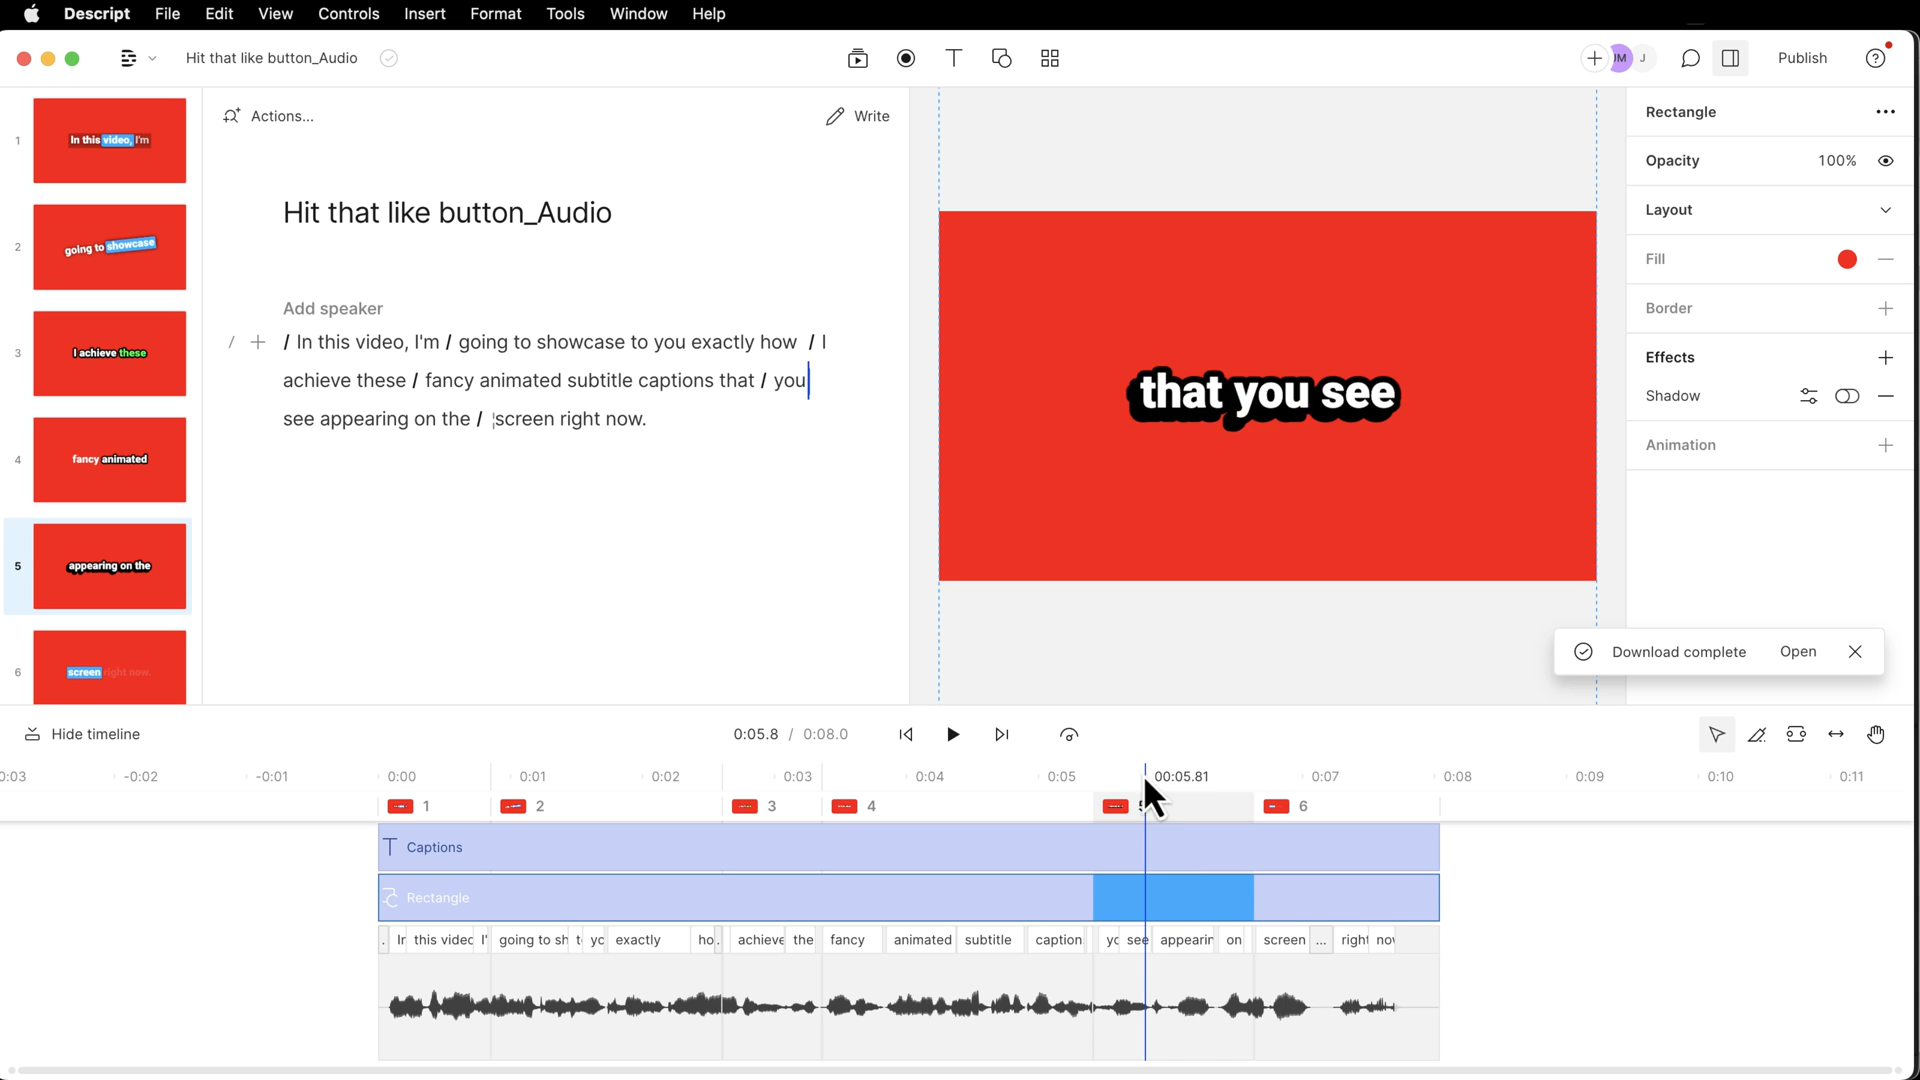 Descript File Edit View Controls Insert Format Tools Window Help
Hit that like button_Audio
JM J Publish
1 In this video, I'm
2 going to showcase
3 I achieve these
4 fancy animated
5 appearing on the
6 screen right now.
Actions...
Write
Hit that like button_Audio
Add speaker
/ + / In this video, I'm / going to showcase to you exactly how / I
achieve these / fancy animated subtitle captions that / you
see appearing on the / screen right now.
that you see
Rectangle
Opacity 100%
Layout
Fill
Border
Effects
Shadow
Animation
Download complete Open
Hide timeline
0:05.8 / 0:08.0
0:03 -0:02 -0:01 0:00 0:01 0:02 0:03 0:04 0:05 00:05.81 0:07 0:08 0:09 0:10 0:11
1 2 3 4 5 6
Captions
Rectangle
. Ir this videc I' going to sh t yc exactly ho. achieve the fancy animated subtitle caption yc see appearin on screen ... right nov